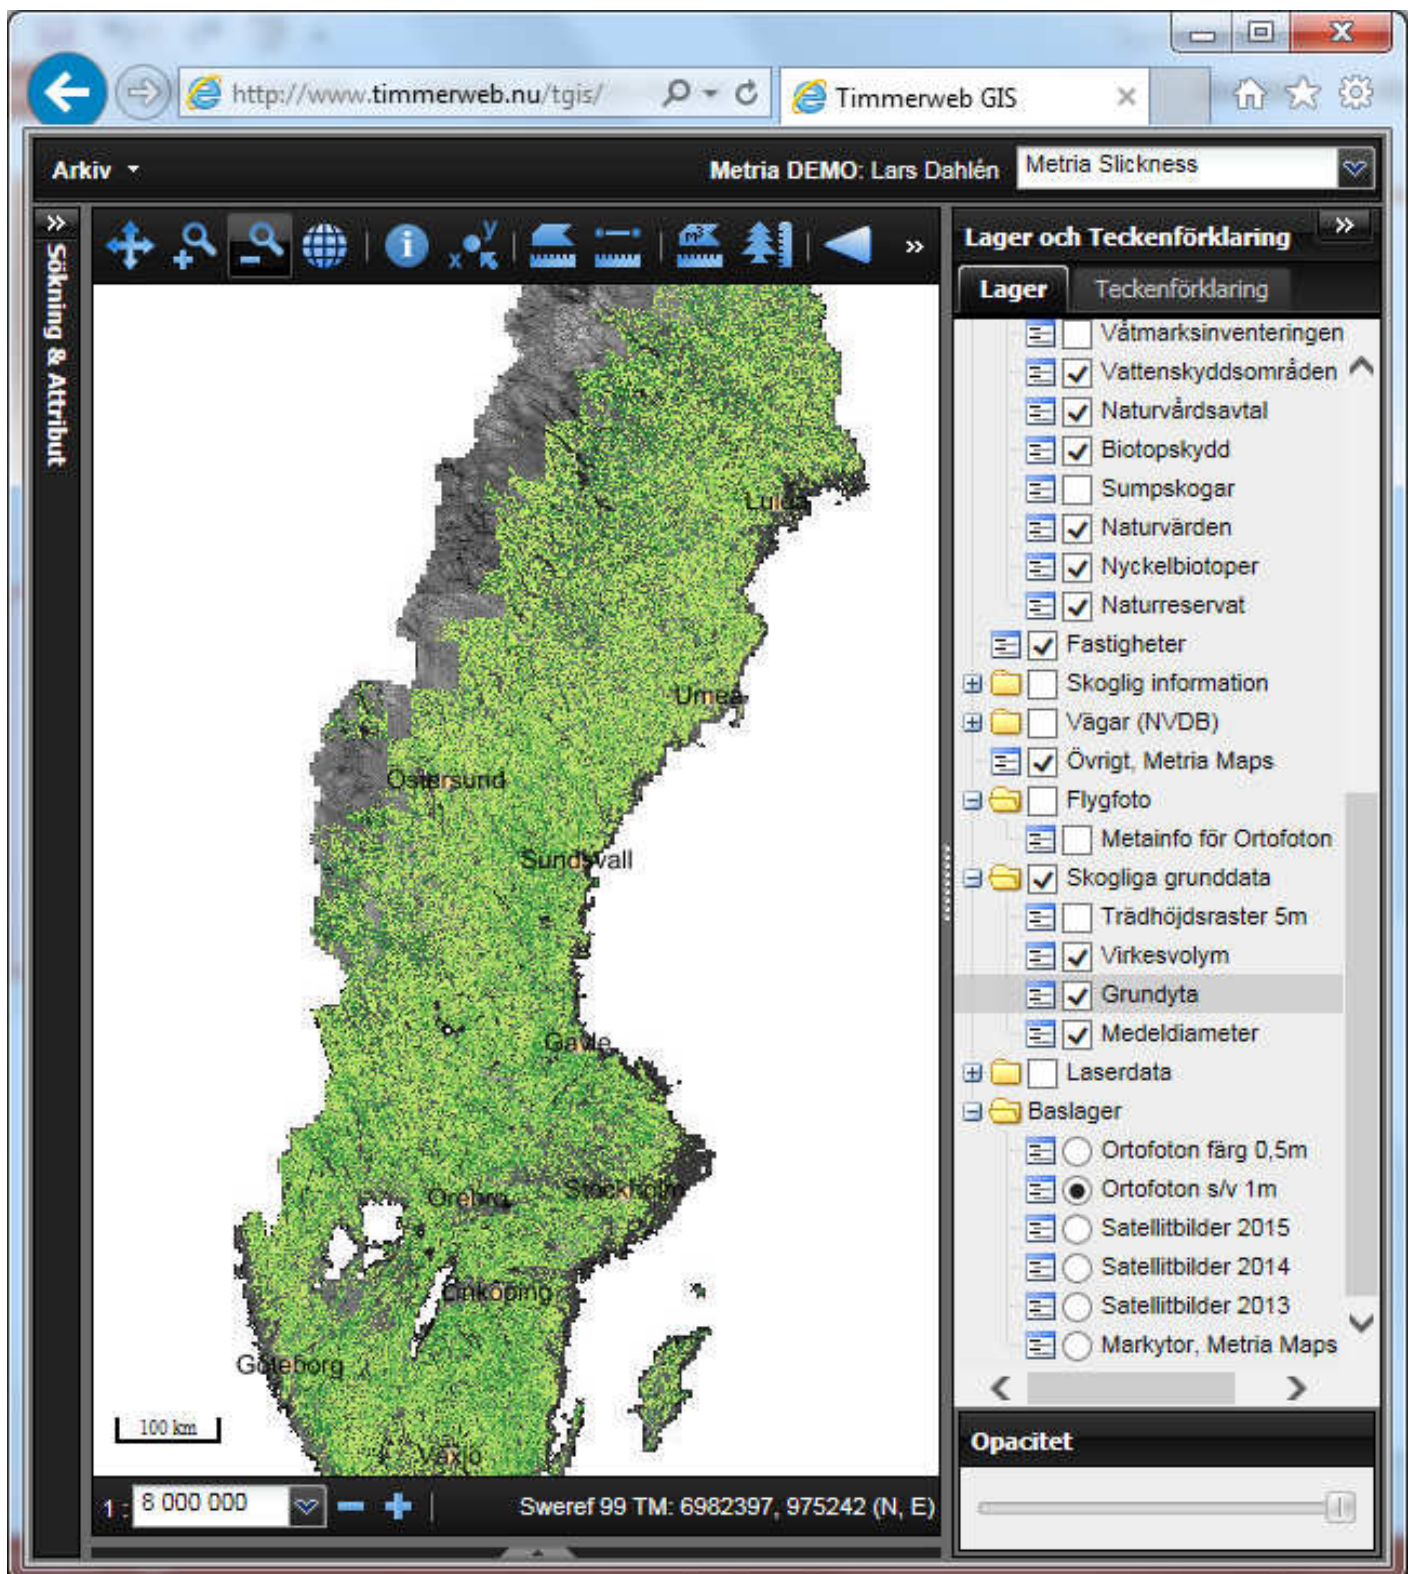 http://www.timmerweb.nu/tgis/
Timmerweb GIS
Arkiv
Metria DEMO: Lars Dahlén
Metria Slickness
Sökning & Attribut
x y
m³
Lager och Teckenförklaring
Lager
Teckenförklaring
Våtmarksinventeringen
Vattenskyddsområden
Naturvårdsavtal
Biotopskydd
Sumpskogar
Naturvärden
Nyckelbiotoper
Naturreservat
Fastigheter
Skoglig information
Vägar (NVDB)
Övrigt, Metria Maps
Flygfoto
Metainfo för Ortofoton
Skogliga grunddata
Trädhöjdsraster 5m
Virkesvolym
Grundyta
Medeldiameter
Laserdata
Baslager
Ortofoton färg 0,5m
Ortofoton s/v 1m
Satellitbilder 2015
Satellitbilder 2014
Satellitbilder 2013
Markytor, Metria Maps
Opacitet
Luleå
Umeå
Östersund
Sundsvall
Gävle
Örebro
Stockholm
Linköping
Göteborg
Växjö
100 km
1 : 8 000 000
Sweref 99 TM: 6982397, 975242 (N, E)